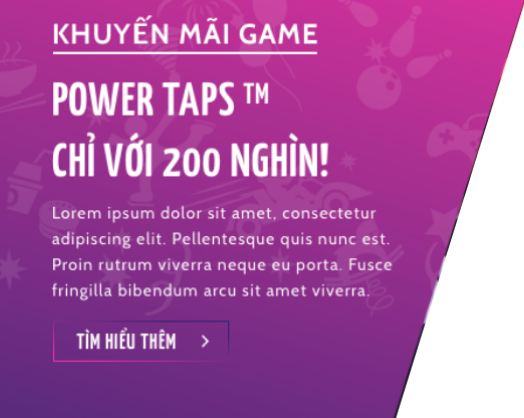 KHUYẾN MÃI GAME
POWER TAPS ™
CHỈ VỚI 200 NGHÌN!
Lorem ipsum dolor sit amet, consectetur
adipiscing elit. Pellentesque quis nunc est.
Proin rutrum viverra neque eu porta. Fusce
fringilla bibendum arcu sit amet viverra.
TÌM HIỂU THÊM >